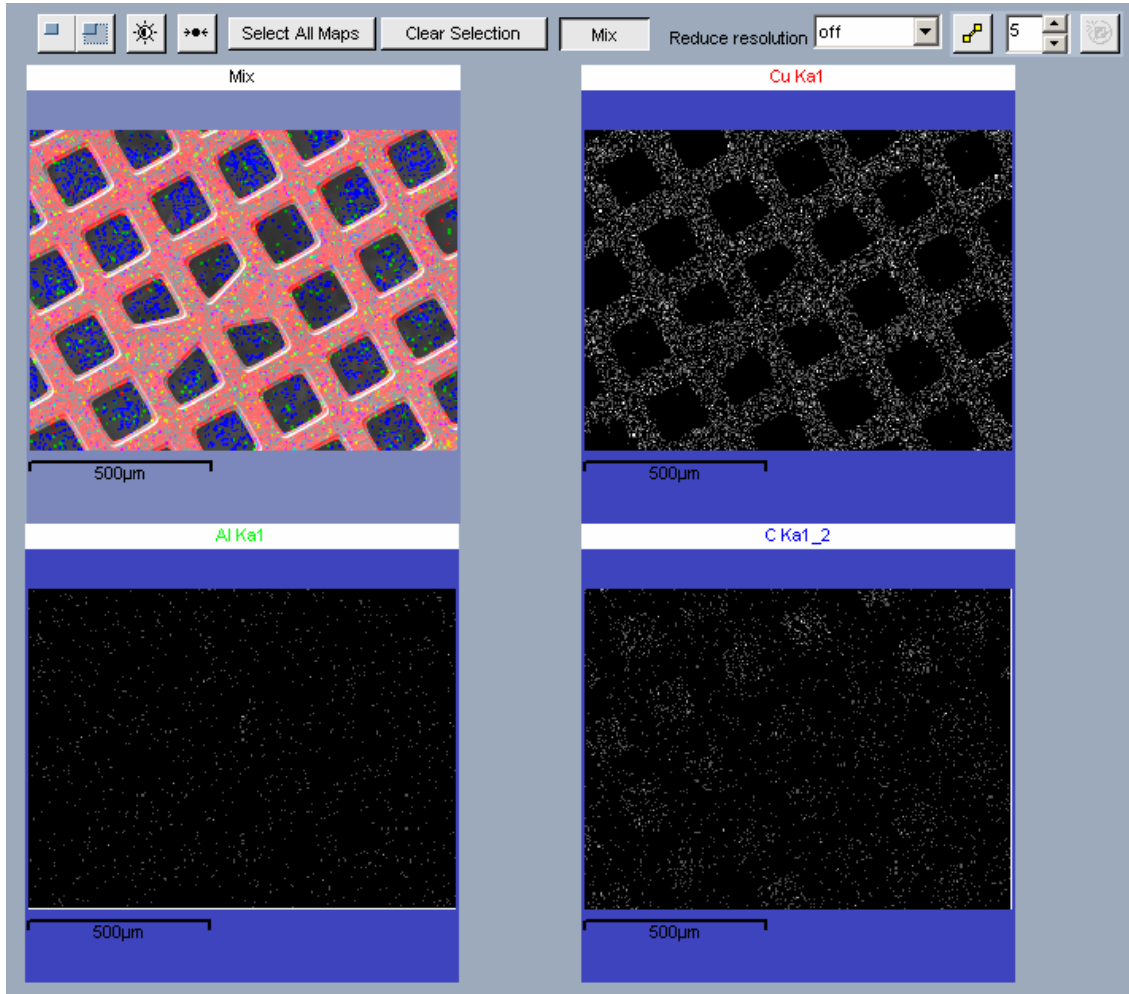 Select All Maps Clear Selection Mix Reduce resolution off 5
Mix Cu Ka1
500µm 500µm
Al Ka1 C Ka1_2
500µm 500µm